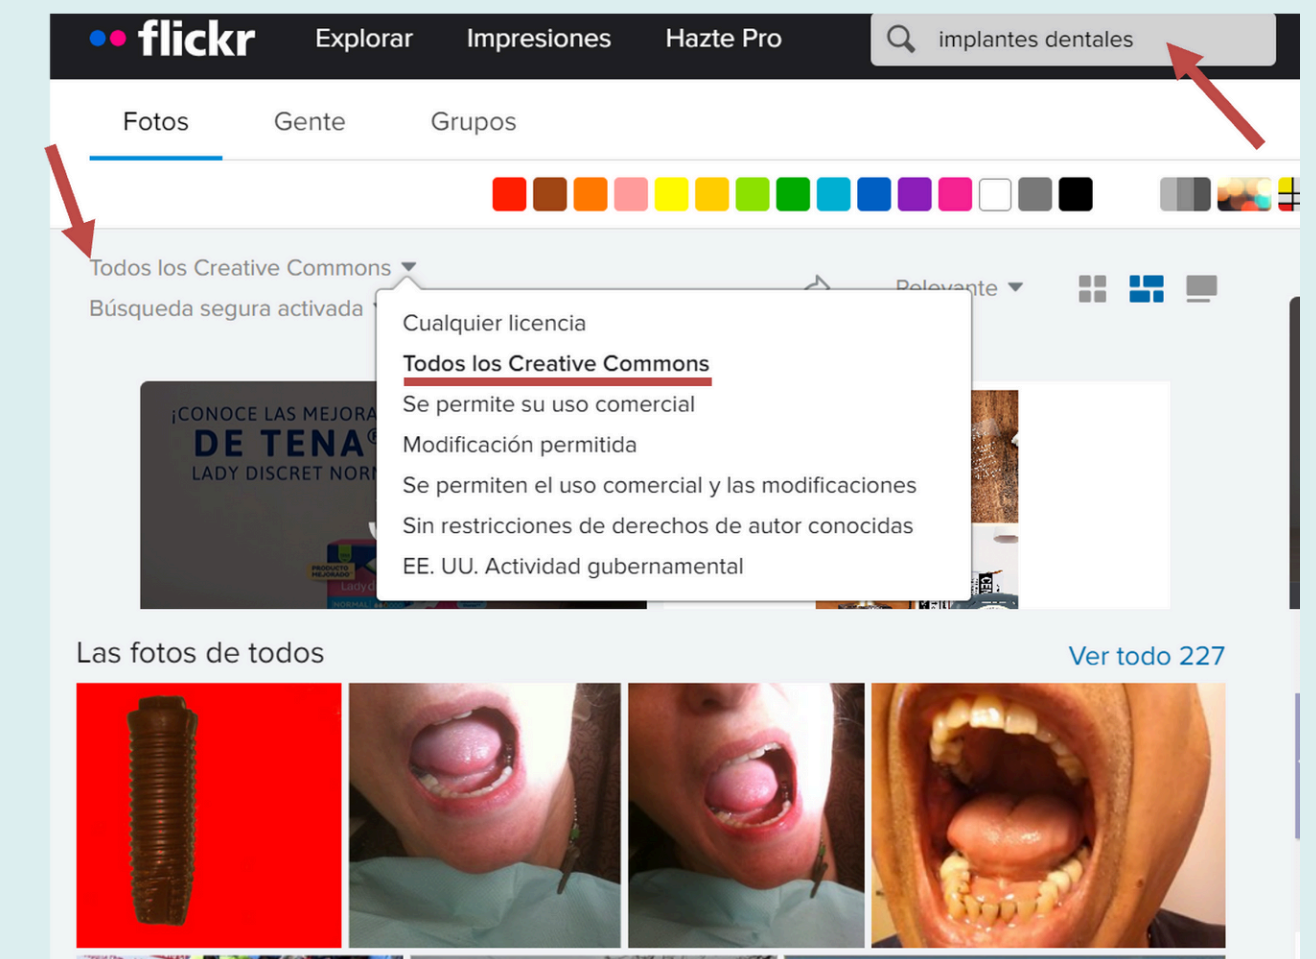 flickr
Explorar
Impresiones
Hazte Pro
implantes dentales
Fotos
Gente
Grupos
Todos los Creative Commons
Búsqueda segura activada
Relevante
Cualquier licencia
Todos los Creative Commons
Se permite su uso comercial
Modificación permitida
Se permiten el uso comercial y las modificaciones
Sin restricciones de derechos de autor conocidas
EE. UU. Actividad gubernamental
¡CONOCE LAS
DE TENA®
LADY DISCRET
PRODUCTO
MEJORADO
NORMAL
Las fotos de todos
Ver todo 227